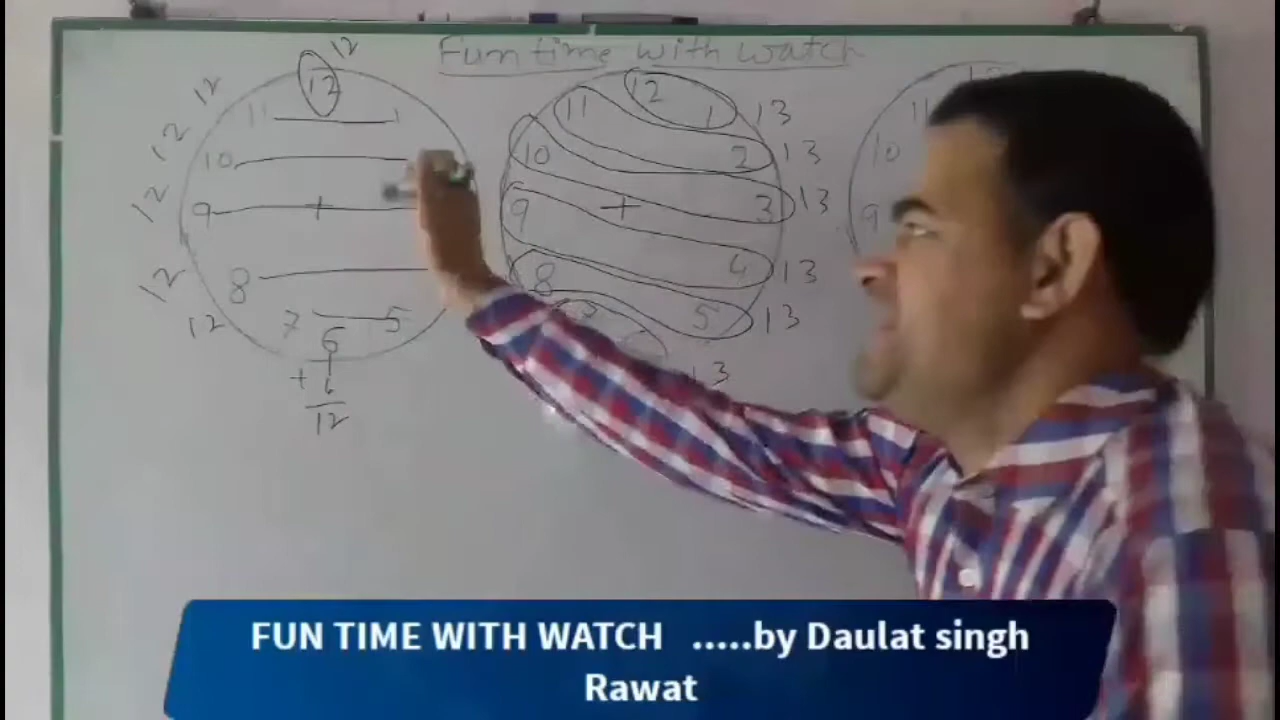 Fun time with watch
12
12
12
12
12
12
12
11 1
10
9 +
8
7 5
6
+ 6
12
12 1 13
11 2 13
10 3 13
9 + 4 13
8 5 13
13
10
9
FUN TIME WITH WATCH .....by Daulat singh
Rawat